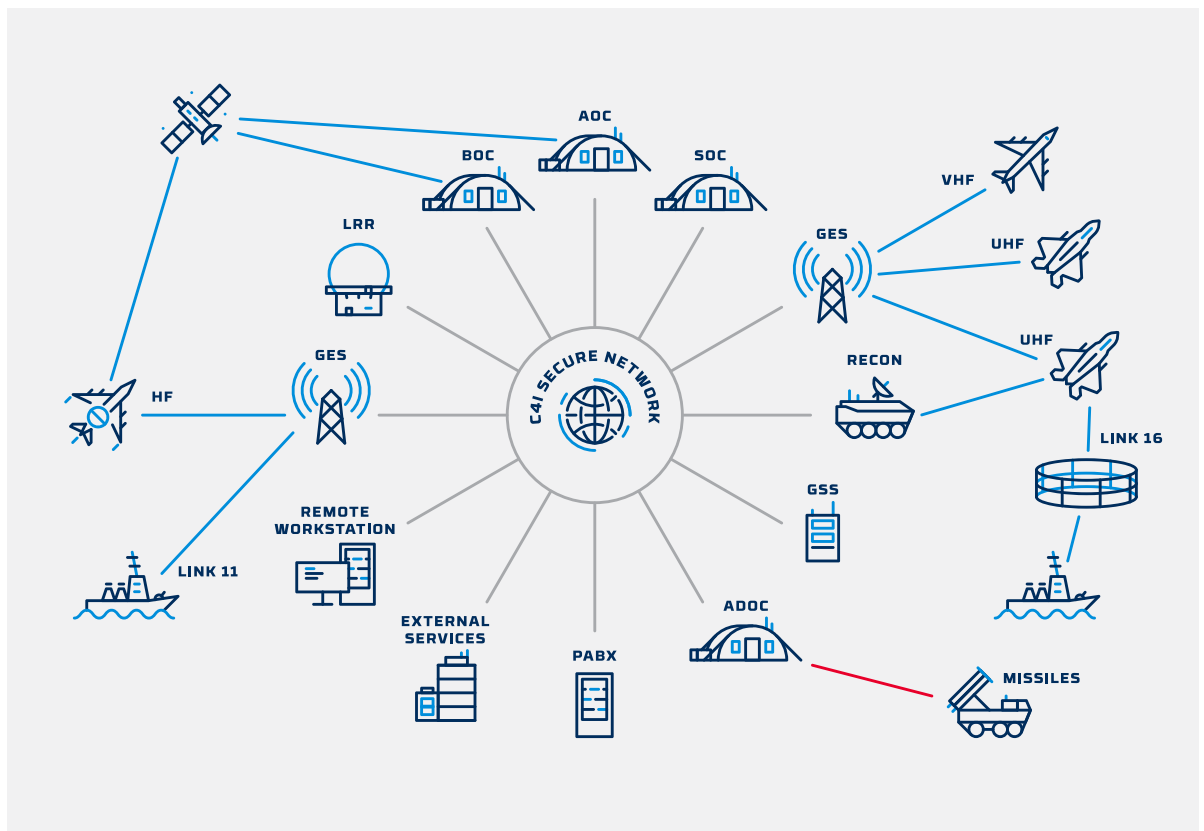 AOC
BOC
SOC
VHF
LRR
GES
UHF
UHF
GES
RECON
C4I SECURE NETWORK
HF
LINK 16
GSS
REMOTE
WORKSTATION
LINK 11
ADOC
EXTERNAL
SERVICES
PABX
MISSILES